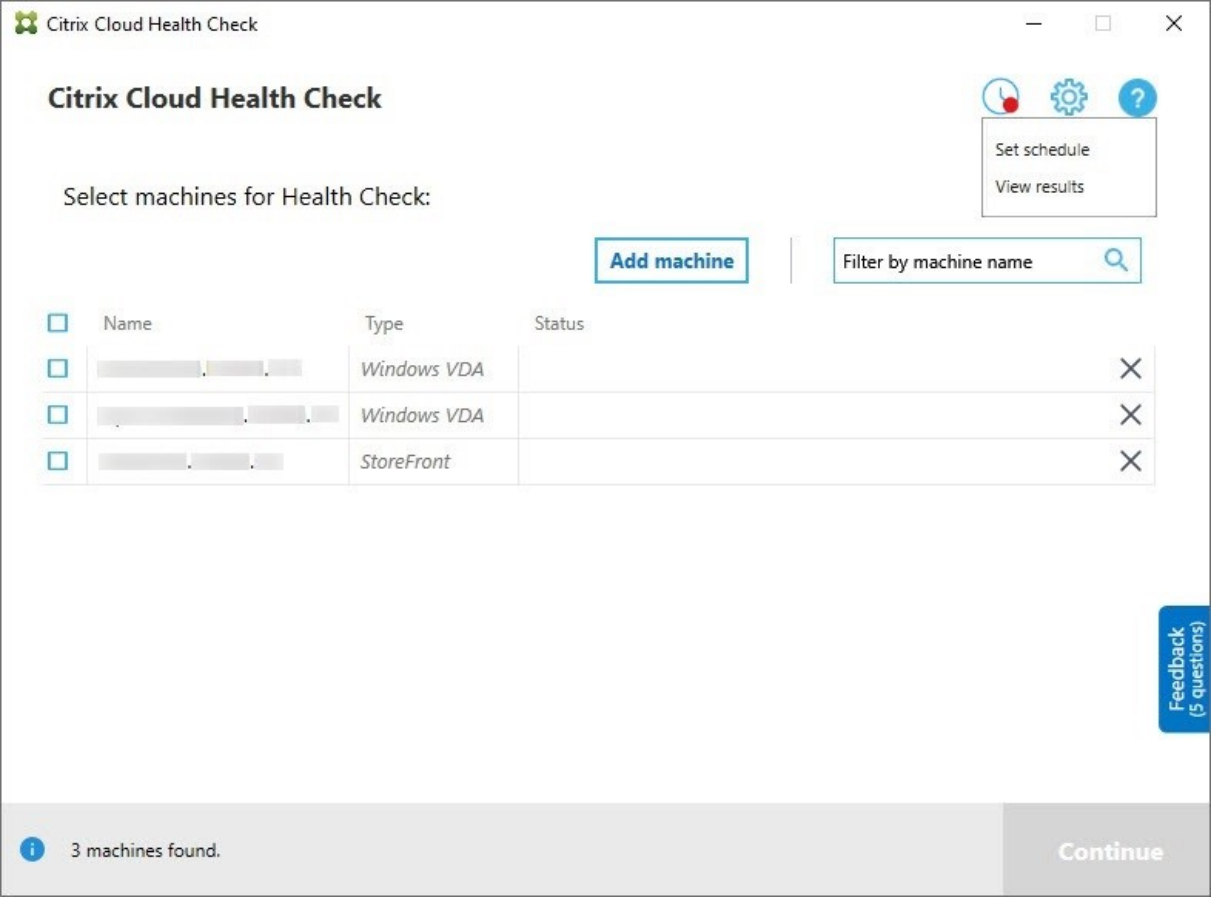 Citrix Cloud Health Check
Citrix Cloud Health Check
?
Set schedule
View results
Select machines for Health Check:
Add machine
Filter by machine name
Name Type Status
Windows VDA
Windows VDA
StoreFront
Feedback
(5 questions)
i 3 machines found.
Continue